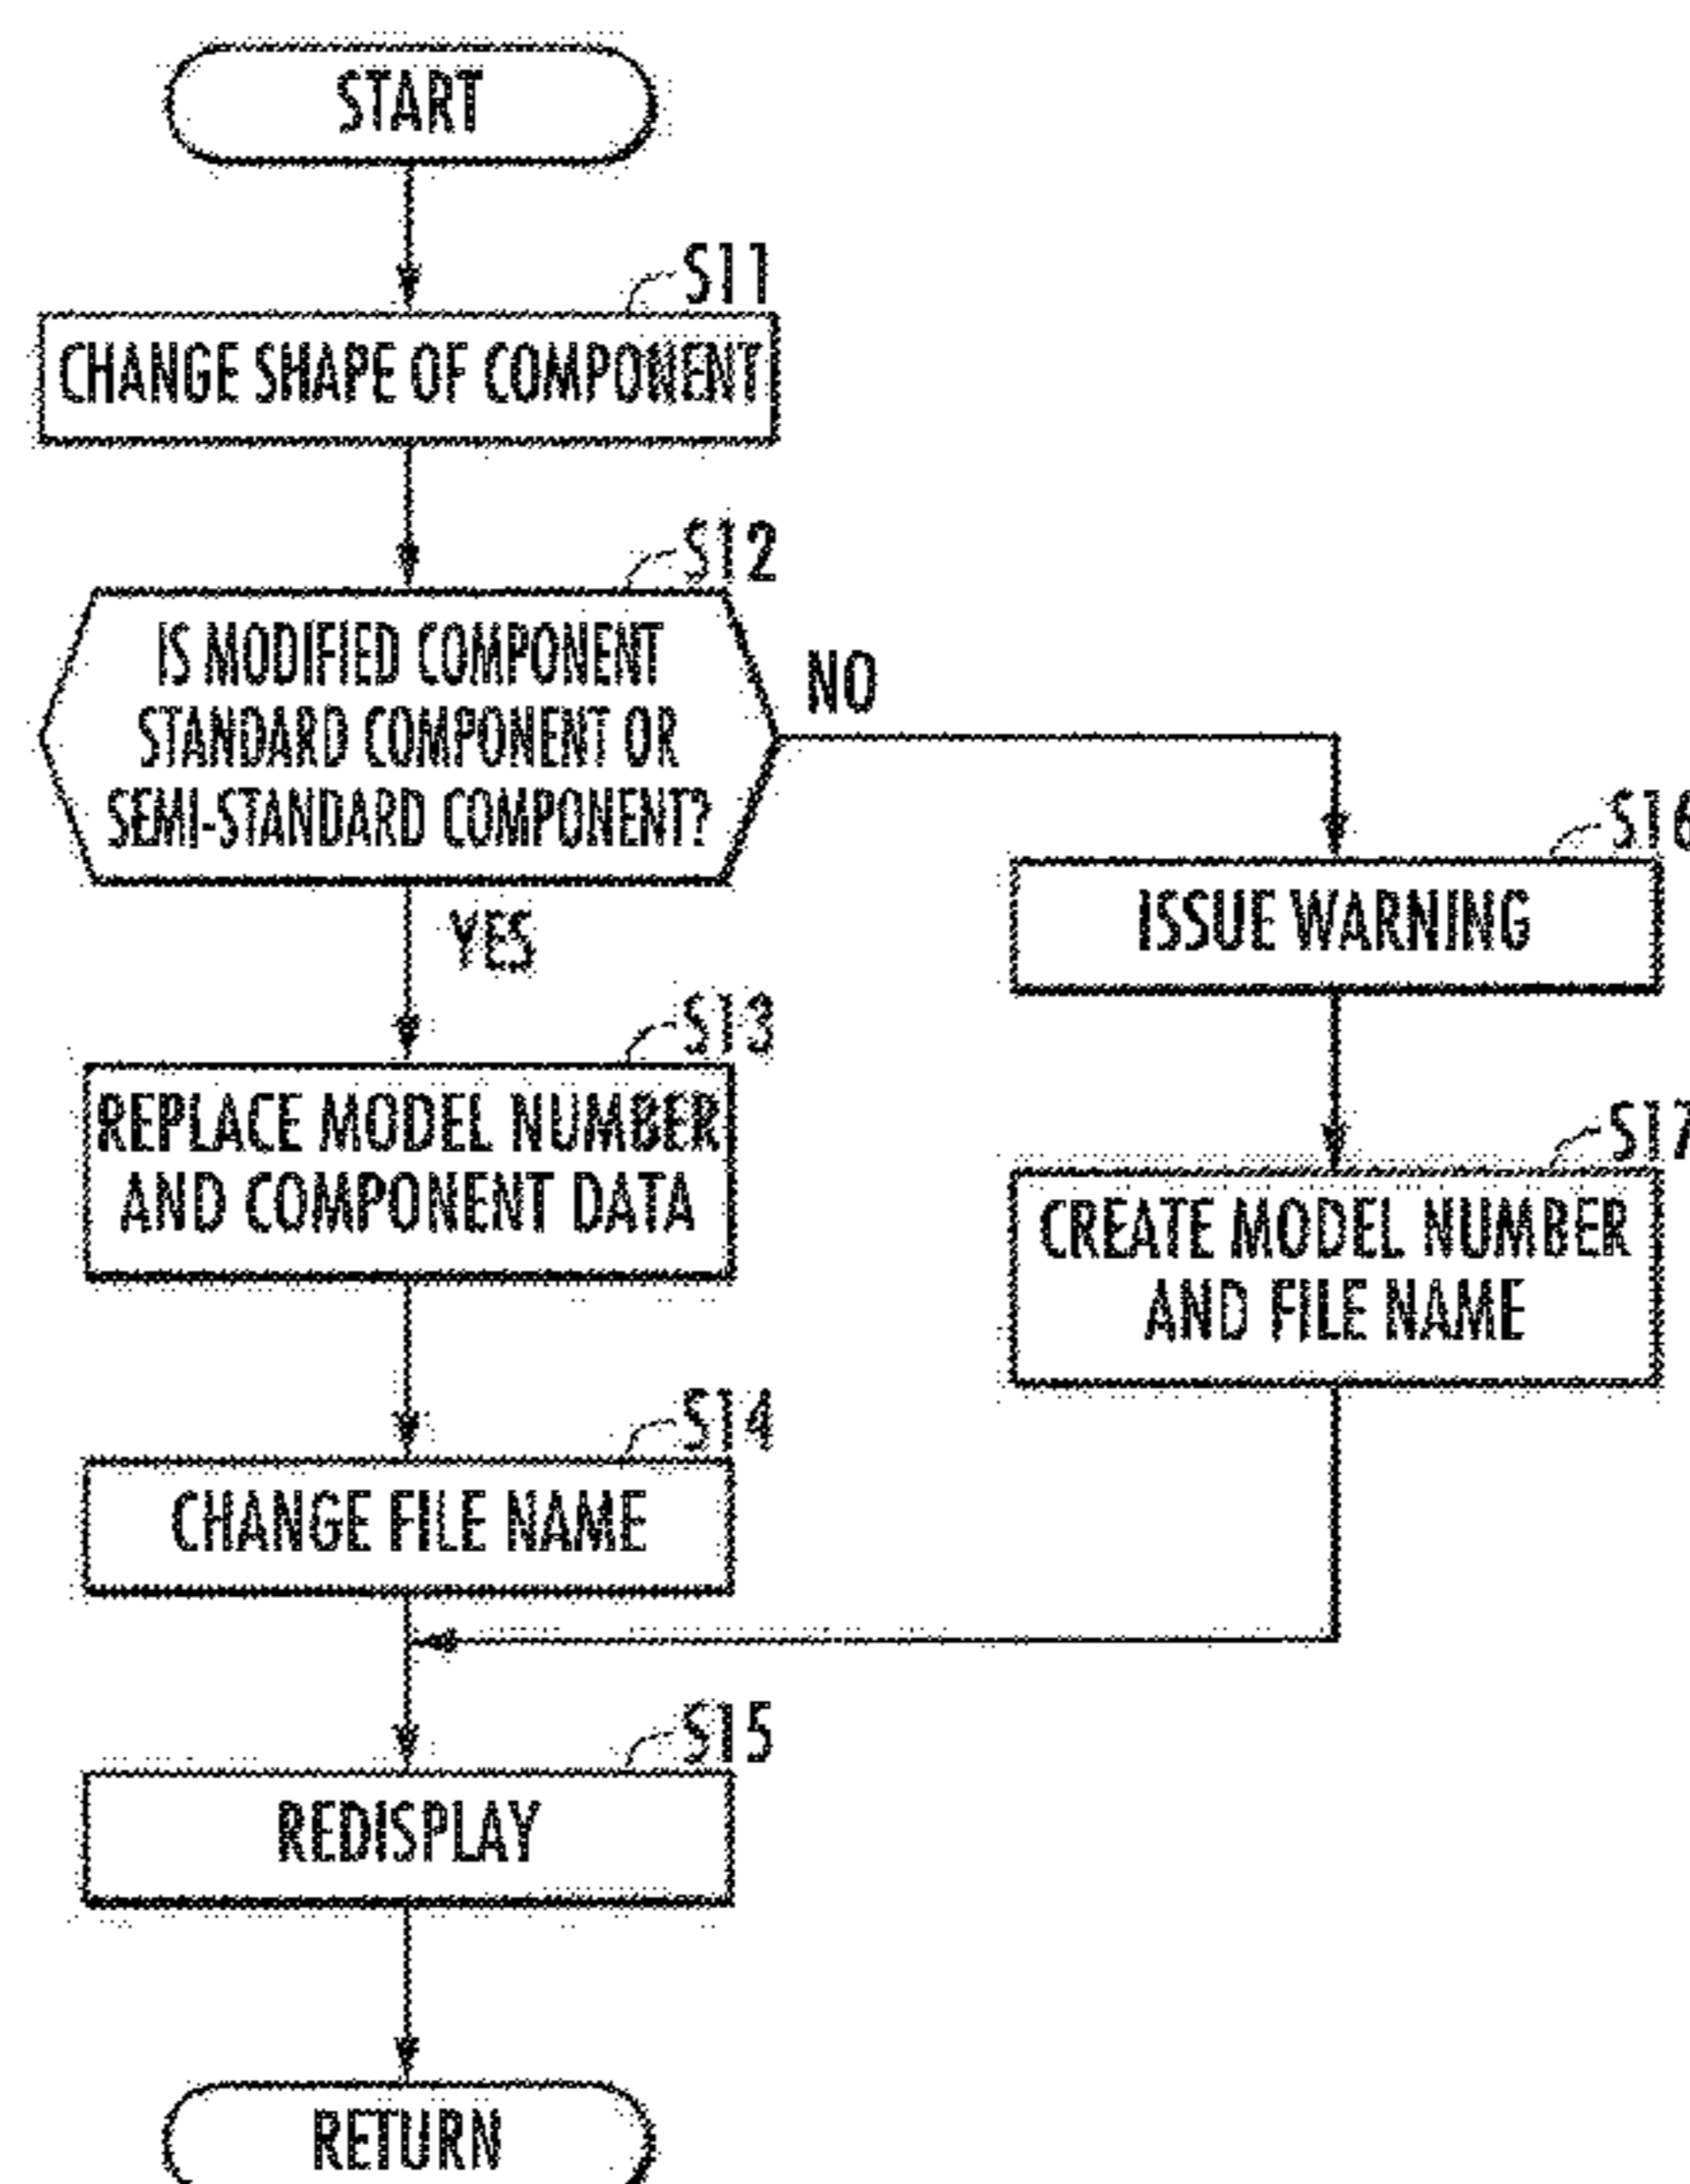 START
S11
CHANGE SHAPE OF COMPONENT
S12
IS MODIFIED COMPONENT
STANDARD COMPONENT OR
SEMI-STANDARD COMPONENT?
NO
YES
S16
ISSUE WARNING
S13
REPLACE MODEL NUMBER
AND COMPONENT DATA
S17
CREATE MODEL NUMBER
AND FILE NAME
S14
CHANGE FILE NAME
S15
REDISPLAY
RETURN